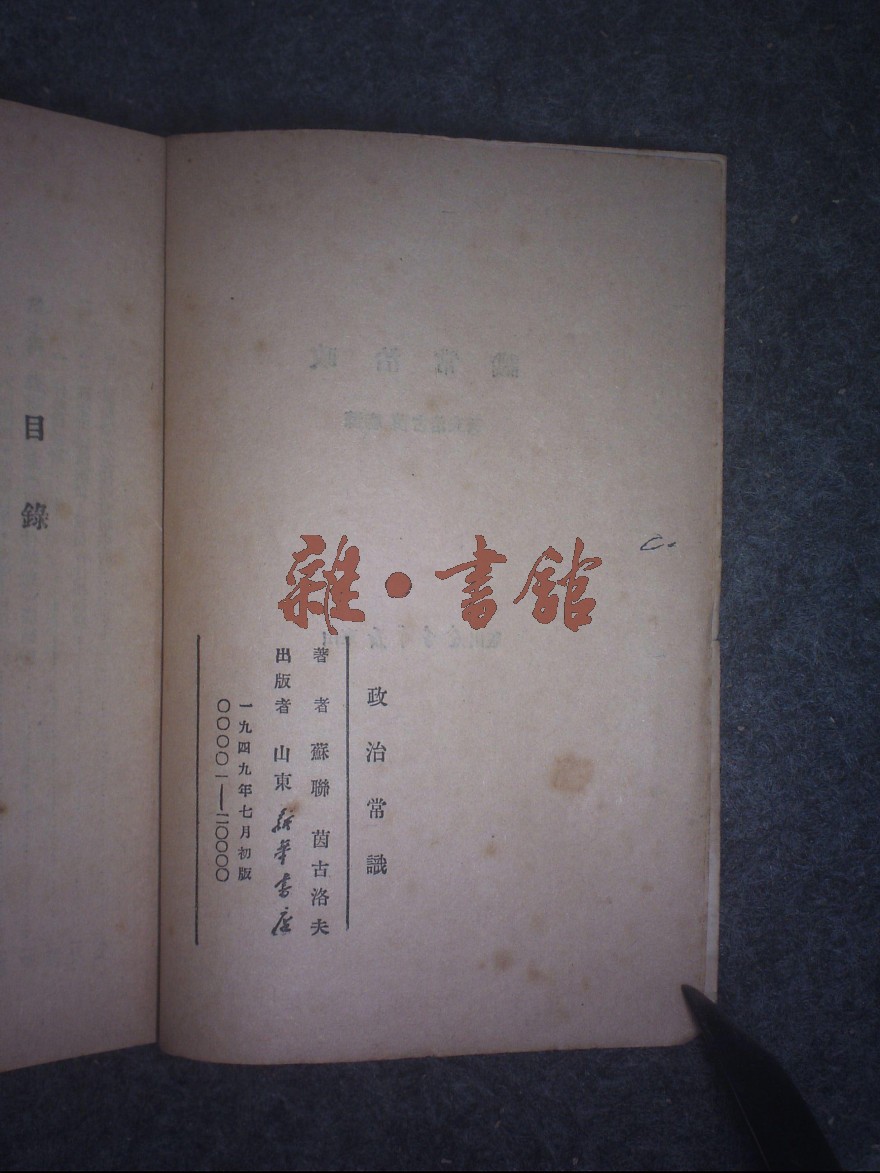 政治常識
著者 蘇聯 茵古洛夫
出版者 山東新華書店
一九四九年七月初版
〇〇〇〇一——二〇〇〇〇
目錄
雜·書館